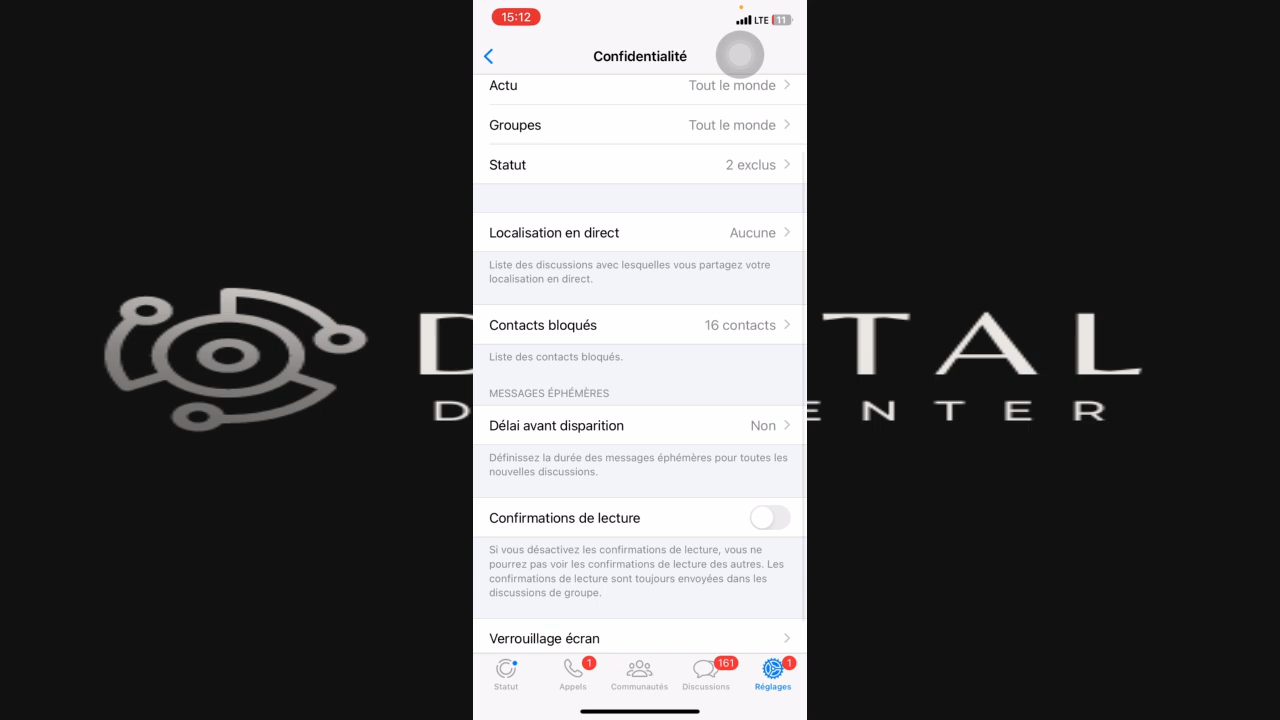 15:12
LTE
11
Confidentialité
Actu
Tout le monde
Groupes
Tout le monde
Statut
2 exclus
Localisation en direct
Aucune
Liste des discussions avec lesquelles vous partagez votre
localisation en direct.
Contacts bloqués
16 contacts
Liste des contacts bloqués.
MESSAGES ÉPHÉMÈRES
Délai avant disparition
Non
Définissez la durée des messages éphémères pour toutes les
nouvelles discussions.
Confirmations de lecture
Si vous désactivez les confirmations de lecture, vous ne
pourrez pas voir les confirmations de lecture des autres. Les
confirmations de lecture sont toujours envoyées dans les
discussions de groupe.
Verrouillage écran
1
161
1
Statut
Appels
Communautés
Discussions
Réglages
D TAL
D ENTER